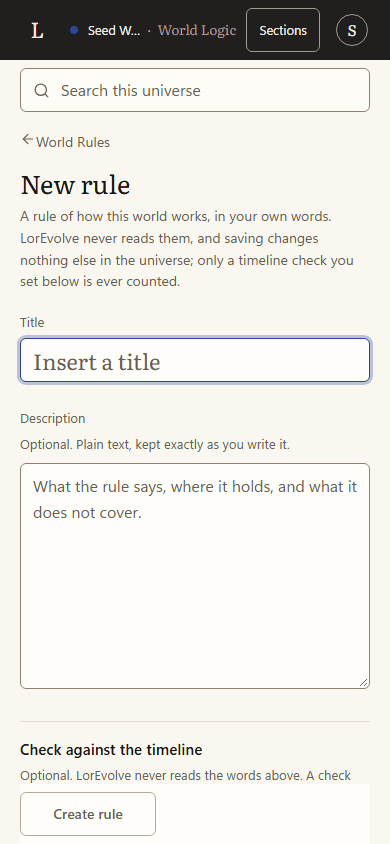 L
Seed W... · World Logic
Sections
S
Search this universe
World Rules
New rule
A rule of how this world works, in your own words.
LorEvolve never reads them, and saving changes
nothing else in the universe; only a timeline check you
set below is ever counted.
Title
Insert a title
Description
Optional. Plain text, kept exactly as you write it.
What the rule says, where it holds, and what it
does not cover.
Check against the timeline
Optional. LorEvolve never reads the words above. A check
Create rule